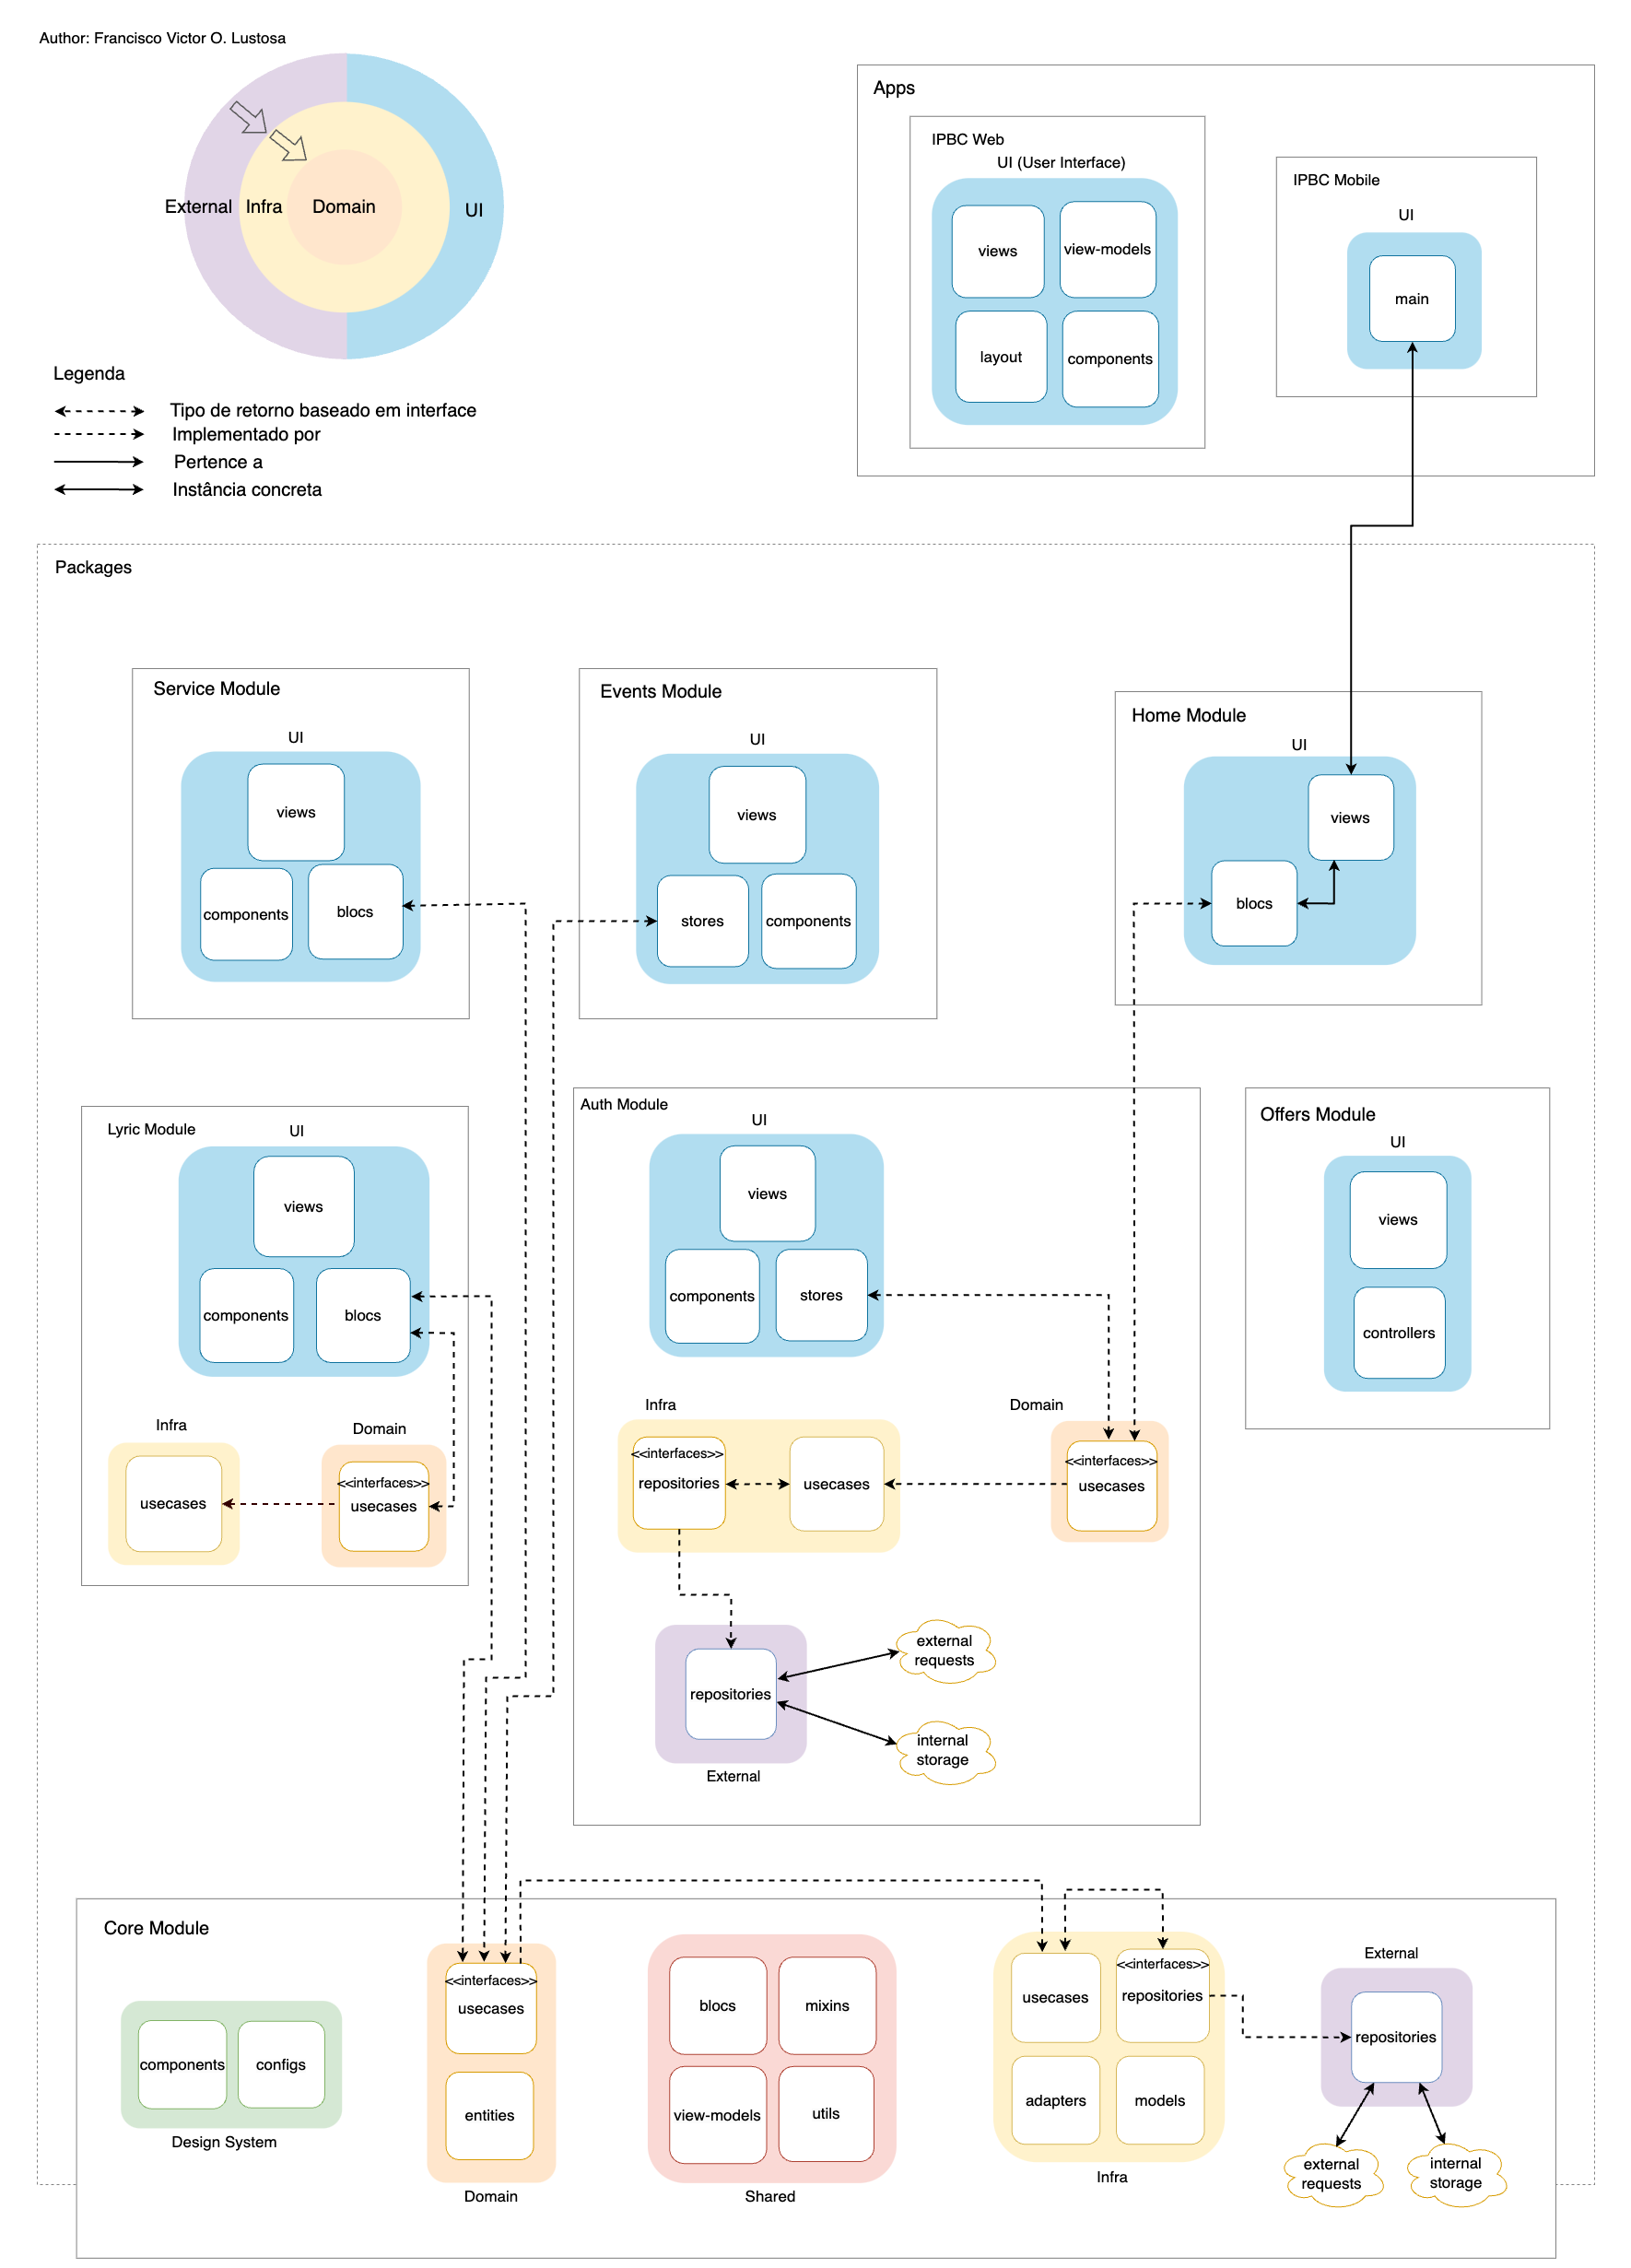 Author: Francisco Victor O. Lustosa
External
Infra
Domain
UI
Legenda
Tipo de retorno baseado em interface
Implementado por
Pertence a
Instância concreta
Apps
IPBC Web
UI (User Interface)
views
view-models
layout
components
IPBC Mobile
UI
main
Packages
Service Module
UI
views
components
blocs
Events Module
UI
views
stores
components
Home Module
UI
views
blocs
Lyric Module
UI
views
components
blocs
Infra
usecases
Domain
<<interfaces>>
usecases
Auth Module
UI
views
components
stores
Infra
<<interfaces>>
repositories
usecases
Domain
<<interfaces>>
usecases
repositories
External
external
requests
internal
storage
Offers Module
UI
views
controllers
Core Module
components
configs
Design System
<<interfaces>>
usecases
entities
Domain
blocs
mixins
view-models
utils
Shared
usecases
<<interfaces>>
repositories
adapters
models
Infra
External
repositories
external
requests
internal
storage